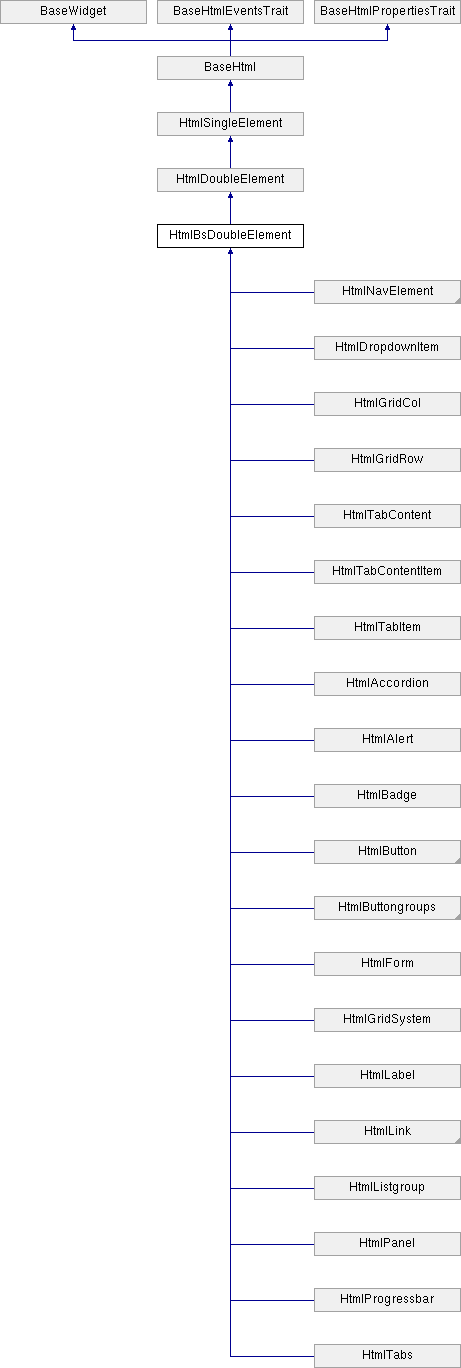 BaseWidget
BaseHtmlEventsTrait
BaseHtmlPropertiesTrait
BaseHtml
HtmlSingleElement
HtmlDoubleElement
HtmlBsDoubleElement
HtmlNavElement
HtmlDropdownItem
HtmlGridCol
HtmlGridRow
HtmlTabContent
HtmlTabContentItem
HtmlTabItem
HtmlAccordion
HtmlAlert
HtmlBadge
HtmlButton
HtmlButtongroups
HtmlForm
HtmlGridSystem
HtmlLabel
HtmlLink
HtmlListgroup
HtmlPanel
HtmlProgressbar
HtmlTabs